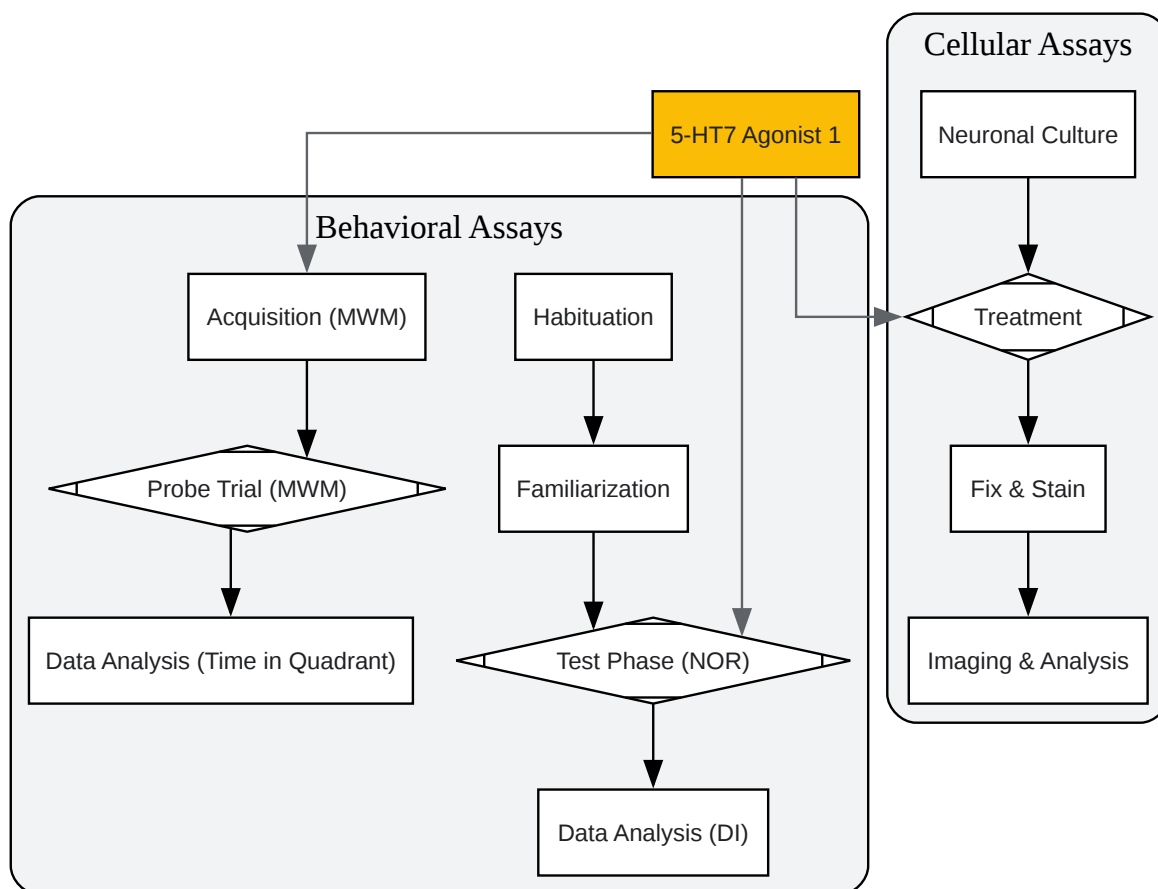 Cellular Assays
5-HT7 Agonist 1
Neuronal Culture
Behavioral Assays
Acquisition (MWM)
Habituation
Treatment
Probe Trial (MWM)
Familiarization
Fix & Stain
Data Analysis (Time in Quadrant)
Test Phase (NOR)
Imaging & Analysis
Data Analysis (DI)